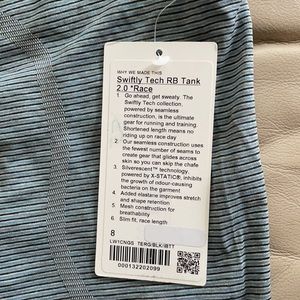 WHY WE MADE THIS
Swiftly Tech RB Tank
2.0 *Race
1. Go ahead, get sweaty. The
Swiftly Tech collection,
powered by seamless
construction, is the ultimate
gear for running and training.
Shortened length means no
riding up on race day
2. Our seamless construction uses
the fewest number of seams to
create gear that glides across
skin so you can skip the chafe
3. Silverescent™ technology,
powered by X-STATIC®, inhibits
the growth of odour-causing
bacteria on the garment
4. Added elastane improves stretch
and shape retention
5. Mesh construction for
breathability
6. Slim fit, race length
8
LW1CNGS TERG/BLK/IBTT
000132202099